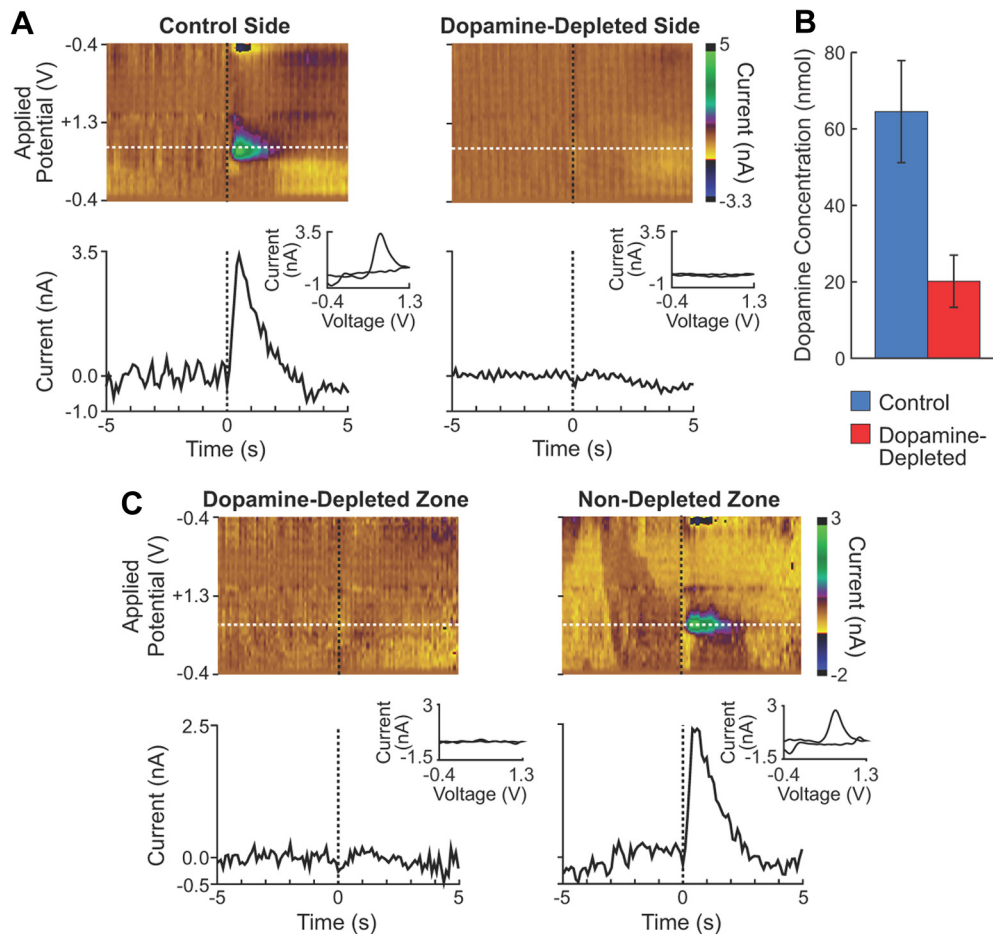 A
Control Side
Dopamine-Depleted Side
-0.4
+1.3
-0.4
Applied
Potential (V)
5
-3.3
Current (nA)
3.5
0.0
-1.0
Current (nA)
-5
0
5
Time (s)
3.5
-1
Current
(nA)
-0.4
1.3
Voltage (V)
-5
0
5
Time (s)
3.5
-1
Current
(nA)
-0.4
1.3
Voltage (V)
B
80
60
40
20
0
Dopamine Concentration (nmol)
Control
Dopamine-
Depleted
C
Dopamine-Depleted Zone
Non-Depleted Zone
-0.4
+1.3
-0.4
Applied
Potential (V)
3
-2
Current (nA)
2.5
0.0
-0.5
Current (nA)
-5
0
5
Time (s)
3
-1.5
Current
(nA)
-0.4
1.3
Voltage (V)
-5
0
5
Time (s)
3
-1.5
Current
(nA)
-0.4
1.3
Voltage (V)